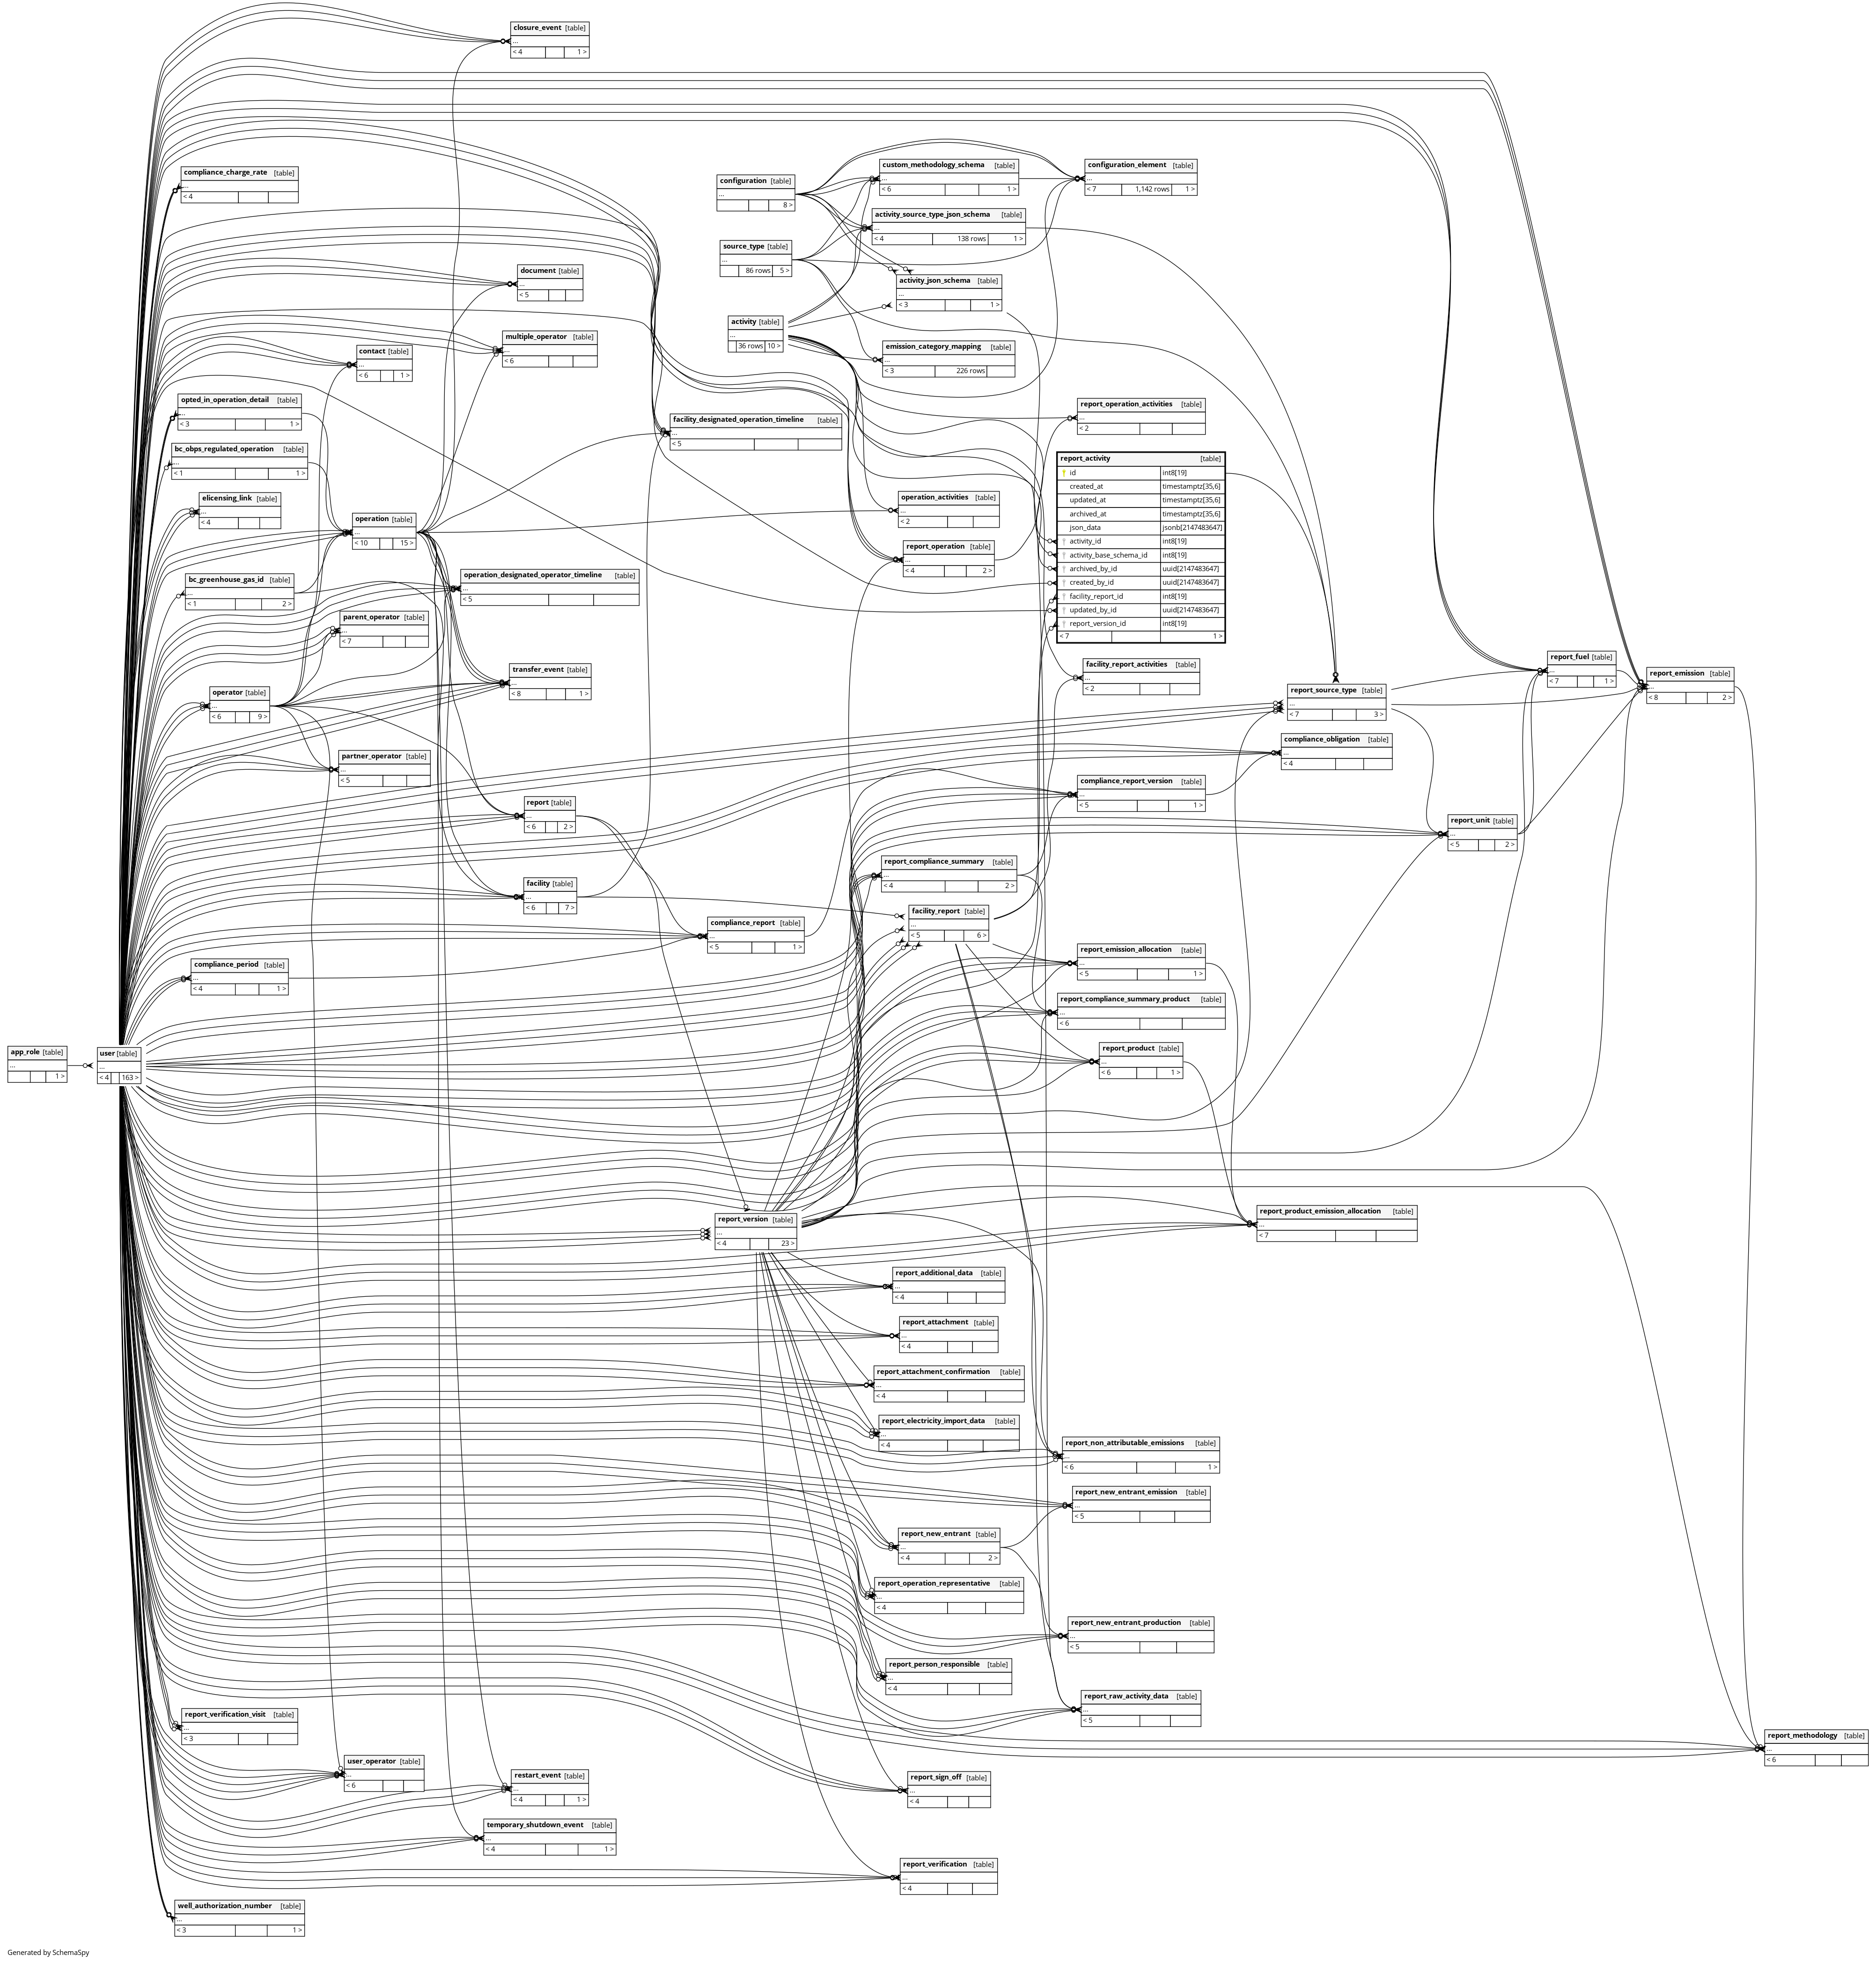 closure_event [table]
...
< 4 1 >
compliance_charge_rate [table]
...
< 4
configuration [table]
...
8 >
custom_methodology_schema [table]
...
< 6 1 >
configuration_element [table]
...
< 7 1,142 rows 1 >
activity_source_type_json_schema [table]
...
< 4 138 rows 1 >
source_type [table]
...
86 rows 5 >
document [table]
...
< 5
activity_json_schema [table]
...
< 3 1 >
activity [table]
...
36 rows 10 >
multiple_operator [table]
...
< 6
contact [table]
...
< 6 1 >
emission_category_mapping [table]
...
< 3 226 rows
opted_in_operation_detail [table]
...
< 3 1 >
report_operation_activities [table]
...
< 2
facility_designated_operation_timeline [table]
...
< 5
bc_obps_regulated_operation [table]
...
< 1 1 >
report_activity [table]
id int8[19]
created_at timestamptz[35,6]
updated_at timestamptz[35,6]
archived_at timestamptz[35,6]
json_data jsonb[2147483647]
activity_id int8[19]
activity_base_schema_id int8[19]
archived_by_id uuid[2147483647]
created_by_id uuid[2147483647]
facility_report_id int8[19]
updated_by_id uuid[2147483647]
report_version_id int8[19]
< 7 1 >
elicensing_link [table]
...
< 4
operation_activities [table]
...
< 2
operation [table]
...
< 10 15 >
report_operation [table]
...
< 4 2 >
bc_greenhouse_gas_id [table]
...
< 1 2 >
operation_designated_operator_timeline [table]
...
< 5
parent_operator [table]
...
< 7
transfer_event [table]
...
< 8 1 >
facility_report_activities [table]
...
< 2
report_fuel [table]
...
< 7 1 >
report_emission [table]
...
< 8 2 >
operator [table]
...
< 6 9 >
report_source_type [table]
...
< 7 3 >
compliance_obligation [table]
...
< 4
partner_operator [table]
...
< 5
compliance_report_version [table]
...
< 5 1 >
report [table]
...
< 6 2 >
report_unit [table]
...
< 5 2 >
report_compliance_summary [table]
...
< 4 2 >
facility [table]
...
< 6 7 >
facility_report [table]
...
< 5 6 >
compliance_report [table]
...
< 5 1 >
report_emission_allocation [table]
...
< 5 1 >
compliance_period [table]
...
< 4 1 >
report_compliance_summary_product [table]
...
< 6
app_role [table]
...
1 >
user [table]
...
< 4 163 >
report_product [table]
...
< 6 1 >
report_product_emission_allocation [table]
...
< 7
report_version [table]
...
< 4 23 >
report_additional_data [table]
...
< 4
report_attachment [table]
...
< 4
report_attachment_confirmation [table]
...
< 4
report_electricity_import_data [table]
...
< 4
report_non_attributable_emissions [table]
...
< 6 1 >
report_new_entrant_emission [table]
...
< 5
report_new_entrant [table]
...
< 4 2 >
report_operation_representative [table]
...
< 4
report_new_entrant_production [table]
...
< 5
report_person_responsible [table]
...
< 4
report_raw_activity_data [table]
...
< 5
report_verification_visit [table]
...
< 3
report_methodology [table]
...
< 6
user_operator [table]
...
< 6
restart_event [table]
...
< 4 1 >
report_sign_off [table]
...
< 4
temporary_shutdown_event [table]
...
< 4 1 >
report_verification [table]
...
< 4
well_authorization_number [table]
...
< 3 1 >
Generated by SchemaSpy